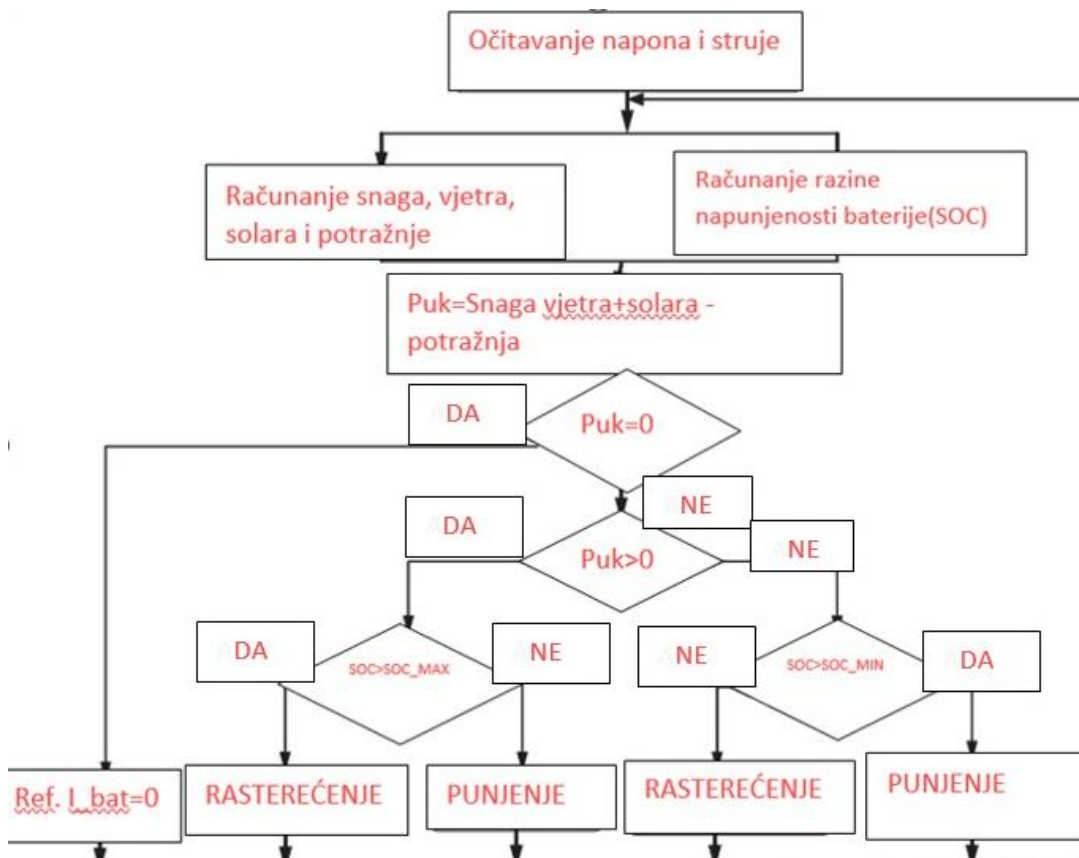 Očitavanje napona i struje
Računanje snaga, vjetra,
solara i potražnje
Računanje razine
napunjenosti baterije(SOC)
Puk=Snaga vjetra+solara -
potražnja
DA
Puk=0
NE
DA
Puk>0
NE
DA
SOC>SOC_MAX
NE
NE
SOC>SOC_MIN
DA
Ref. I_bat=0
RASTEREĆENJE
PUNJENJE
RASTEREĆENJE
PUNJENJE